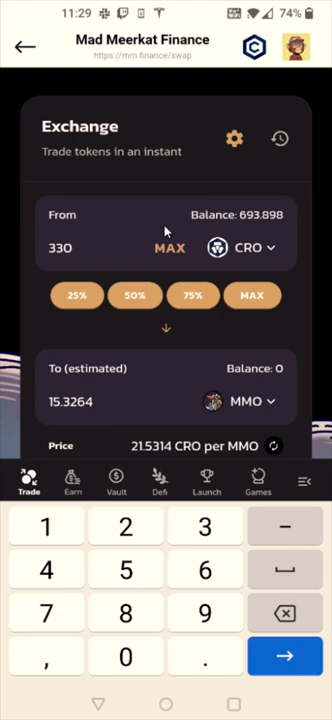 11:29
74%
Mad Meerkat Finance
https://mm.finance/swap
Exchange
Trade tokens in an instant
From
Balance: 693.898
330
MAX
CRO
25%
50%
75%
MAX
To (estimated)
Balance: 0
15.3264
MMO
Price
21.5314 CRO per MMO
Trade
Earn
Vault
Defi
Launch
Games
1
2
3
-
4
5
6
7
8
9
,
0
.